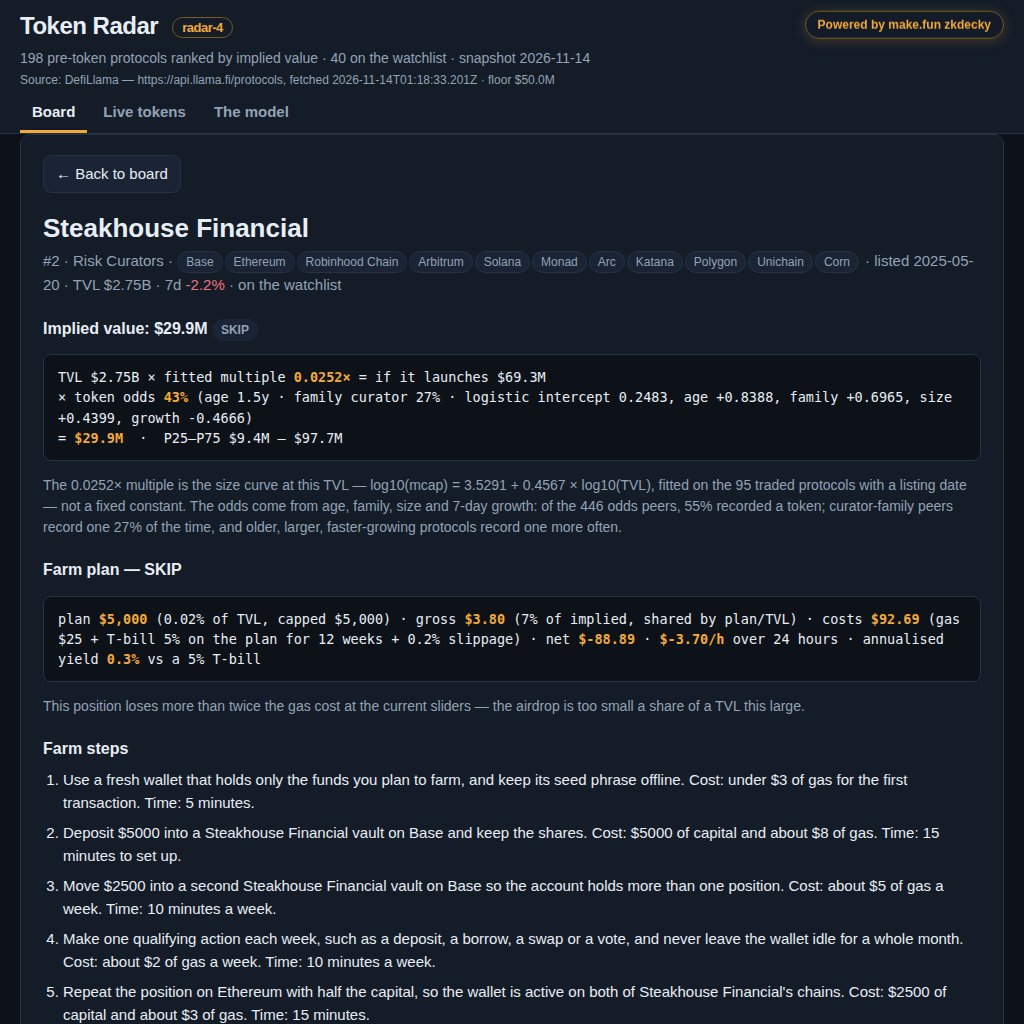 Token Radar radar-4
Powered by make.fun zkdecky
198 pre-token protocols ranked by implied value · 40 on the watchlist · snapshot 2026-11-14
Source: DefiLlama — https://api.llama.fi/protocols, fetched 2026-11-14T01:18:33.201Z · floor $50.0M
Board Live tokens The model
← Back to board
Steakhouse Financial
#2 · Risk Curators · Base Ethereum Robinhood Chain Arbitrum Solana Monad Arc Katana Polygon Unichain Corn · listed 2025-05-
20 · TVL $2.75B · 7d -2.2% · on the watchlist
Implied value: $29.9M SKIP
TVL $2.75B × fitted multiple 0.0252× = if it launches $69.3M
× token odds 43% (age 1.5y · family curator 27% · logistic intercept 0.2483, age +0.8388, family +0.6965, size
+0.4399, growth -0.4666)
= $29.9M · P25–P75 $9.4M – $97.7M
The 0.0252× multiple is the size curve at this TVL — log10(mcap) = 3.5291 + 0.4567 × log10(TVL), fitted on the 95 traded protocols with a listing date
— not a fixed constant. The odds come from age, family, size and 7-day growth: of the 446 odds peers, 55% recorded a token; curator-family peers
record one 27% of the time, and older, larger, faster-growing protocols record one more often.
Farm plan — SKIP
plan $5,000 (0.02% of TVL, capped $5,000) · gross $3.80 (7% of implied, shared by plan/TVL) · costs $92.69 (gas
$25 + T-bill 5% on the plan for 12 weeks + 0.2% slippage) · net $-88.89 · $-3.70/h over 24 hours · annualised
yield 0.3% vs a 5% T-bill
This position loses more than twice the gas cost at the current sliders — the airdrop is too small a share of a TVL this large.
Farm steps
1. Use a fresh wallet that holds only the funds you plan to farm, and keep its seed phrase offline. Cost: under $3 of gas for the first
transaction. Time: 5 minutes.
2. Deposit $5000 into a Steakhouse Financial vault on Base and keep the shares. Cost: $5000 of capital and about $8 of gas. Time: 15
minutes to set up.
3. Move $2500 into a second Steakhouse Financial vault on Base so the account holds more than one position. Cost: about $5 of gas a
week. Time: 10 minutes a week.
4. Make one qualifying action each week, such as a deposit, a borrow, a swap or a vote, and never leave the wallet idle for a whole month.
Cost: about $2 of gas a week. Time: 10 minutes a week.
5. Repeat the position on Ethereum with half the capital, so the wallet is active on both of Steakhouse Financial's chains. Cost: $2500 of
capital and about $3 of gas. Time: 15 minutes.